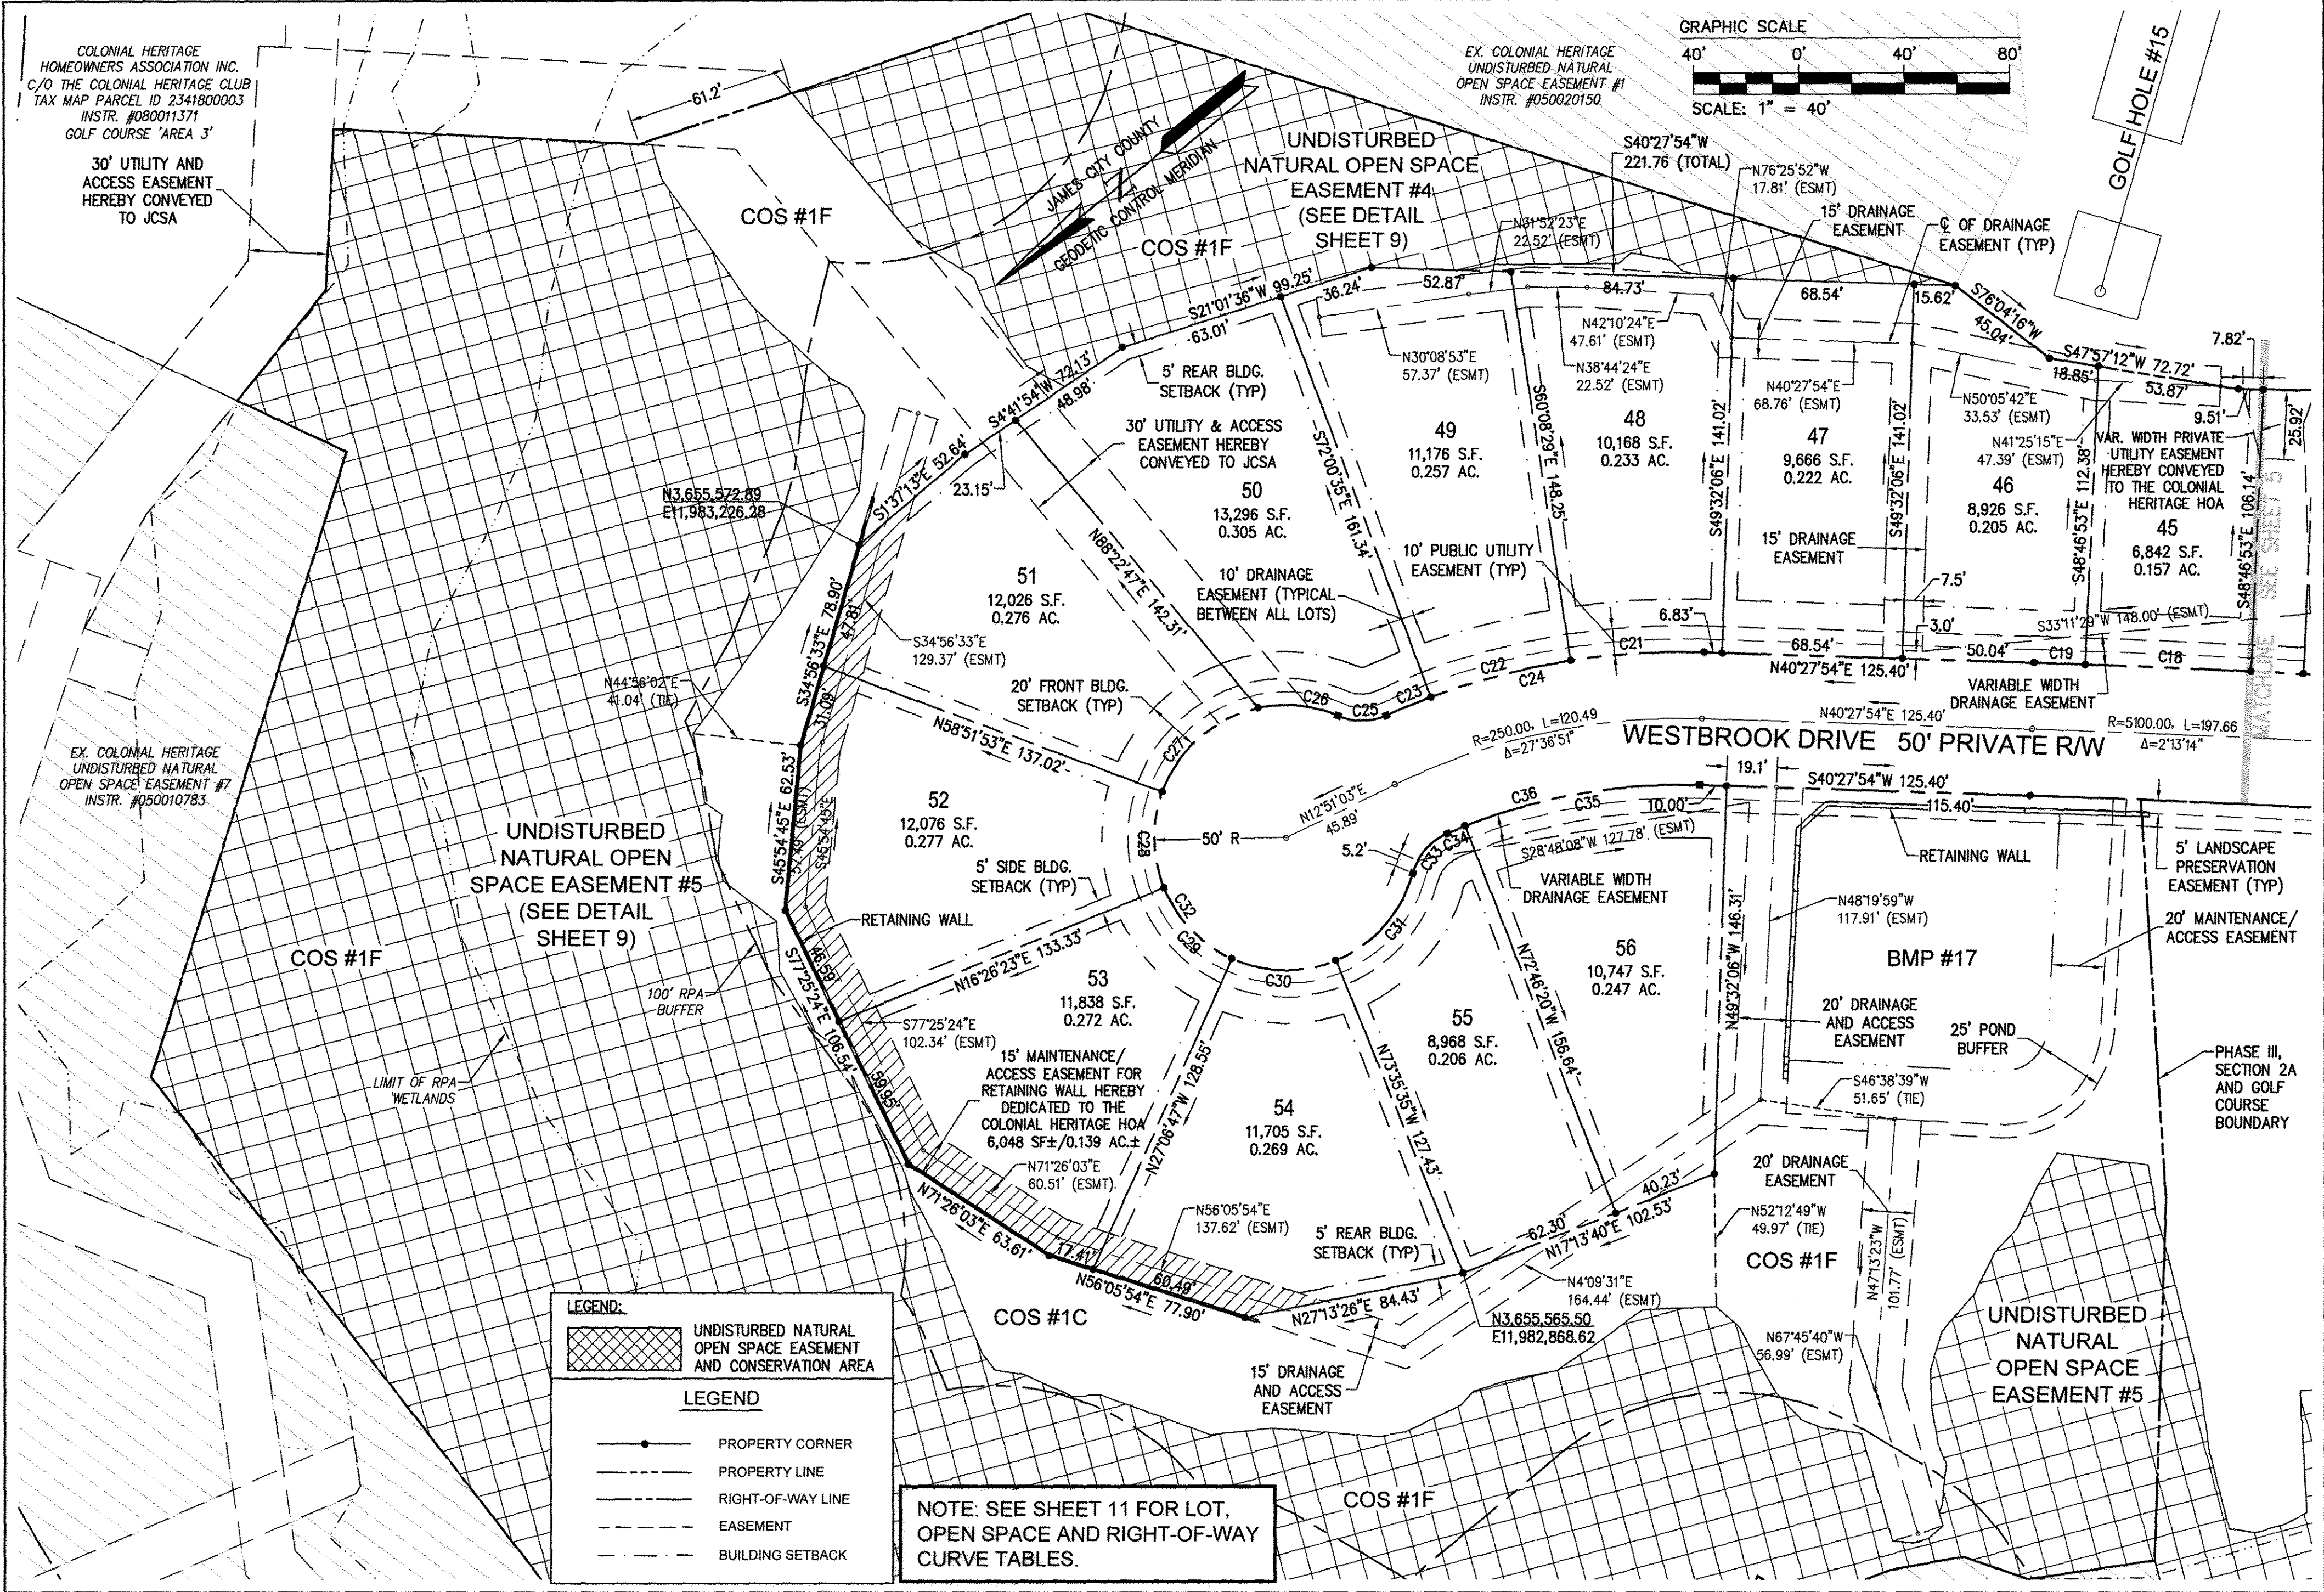 COLONIAL HERITAGE
HOMEOWNERS ASSOCIATION INC.
C/O THE COLONIAL HERITAGE CLUB
TAX MAP PARCEL ID 2341800003
INSTR. #080011371
GOLF COURSE 'AREA 3'
30' UTILITY AND
ACCESS EASEMENT
HEREBY CONVEYED
TO JCSA
61.2'
COS #1F
JAMES CITY COUNTY
GEODETIC CONTROL MERIDIAN
COS #1F
UNDISTURBED
NATURAL OPEN SPACE
EASEMENT #4
(SEE DETAIL
SHEET 9)
EX. COLONIAL HERITAGE
UNDISTURBED NATURAL
OPEN SPACE EASEMENT #1
INSTR. #050020150
GRAPHIC SCALE
40' 0' 40' 80'
SCALE: 1" = 40'
GOLF HOLE #15
S40°27'54"W
221.76 (TOTAL)
N76°25'52"W
17.81' (ESMT)
15' DRAINAGE
EASEMENT
℄ OF DRAINAGE
EASEMENT (TYP)
N31°52'23"E
22.52' (ESMT)
S21°01'36"W 99.25'
36.24'
52.87'
84.73'
68.54'
15.62'
S76°04'16"W
45.04'
S47°57'12"W 72.72'
18.85'
53.87'
7.82'
9.51'
25.92'
63.01'
S4°41'54"W 72.13'
48.98'
5' REAR BLDG.
SETBACK (TYP)
30' UTILITY & ACCESS
EASEMENT HEREBY
CONVEYED TO JCSA
N30°08'53"E
57.37' (ESMT)
N42°10'24"E
47.61' (ESMT)
N38°44'24"E
22.52' (ESMT)
N40°27'54"E
68.76' (ESMT)
N50°05'42"E
33.53' (ESMT)
N41°25'15"E
47.39' (ESMT)
VAR. WIDTH PRIVATE
UTILITY EASEMENT
HEREBY CONVEYED
TO THE COLONIAL
HERITAGE HOA
49
11,176 S.F.
0.257 AC.
48
10,168 S.F.
0.233 AC.
47
9,666 S.F.
0.222 AC.
46
8,926 S.F.
0.205 AC.
45
6,842 S.F.
0.157 AC.
50
13,296 S.F.
0.305 AC.
51
12,026 S.F.
0.276 AC.
N3,655,572.89
E11,983,226.28
S1°37'13"E 52.64'
23.15'
N88°22'47"E 142.31'
S72°00'35"E 161.34'
S60°08'29"E 148.25'
S49°32'06"E 141.02'
S49°32'06"E 141.02'
S48°46'53"E 112.38'
S48°46'53"E 106.14'
MATCHLINE SEE SHEET 5
10' DRAINAGE
EASEMENT (TYPICAL
BETWEEN ALL LOTS)
10' PUBLIC UTILITY
EASEMENT (TYP)
15' DRAINAGE
EASEMENT
7.5'
3.0'
6.83'
S33°11'29"W 148.00' (ESMT)
S34°56'33"E 78.90'
47.81'
31.09'
S34°56'33"E
129.37' (ESMT)
N44°56'02"E
41.04' (TIE)
20' FRONT BLDG.
SETBACK (TYP)
N58°51'53"E 137.02'
C27
C26
C25
C23
C22
C24
C21
68.54'
N40°27'54"E 125.40'
50.04'
C19
C18
VARIABLE WIDTH
DRAINAGE EASEMENT
R=250.00, L=120.49
Δ=27°36'51"
N40°27'54"E 125.40'
R=5100.00, L=197.66
Δ=2°13'14"
WESTBROOK DRIVE 50' PRIVATE R/W
19.1'
S40°27'54"W 125.40'
115.40'
10.00'
N12°51'03"E
45.89'
50' R
C28
C36
C35
C34
C33
5.2'
S28°48'08"W 127.78' (ESMT)
RETAINING WALL
5' LANDSCAPE
PRESERVATION
EASEMENT (TYP)
20' MAINTENANCE/
ACCESS EASEMENT
VARIABLE WIDTH
DRAINAGE EASEMENT
N48°19'59"W
117.91' (ESMT)
BMP #17
EX. COLONIAL HERITAGE
UNDISTURBED NATURAL
OPEN SPACE EASEMENT #7
INSTR. #050010783
UNDISTURBED
NATURAL OPEN
SPACE EASEMENT #5
(SEE DETAIL
SHEET 9)
COS #1F
S45°54'45"E 62.53'
57.49' (ESMT)
S45°54'45"E
52
12,076 S.F.
0.277 AC.
5' SIDE BLDG.
SETBACK (TYP)
RETAINING WALL
C32
C29
C30
C31
N16°26'23"E 133.33'
100' RPA
BUFFER
LIMIT OF RPA
WETLANDS
S77°25'24"E 106.54'
46.59'
59.95'
S77°25'24"E
102.34' (ESMT)
53
11,838 S.F.
0.272 AC.
15' MAINTENANCE/
ACCESS EASEMENT FOR
RETAINING WALL HEREBY
DEDICATED TO THE
COLONIAL HERITAGE HOA
6,048 SF±/0.139 AC.±
N27°06'47"W 128.55'
54
11,705 S.F.
0.269 AC.
N73°35'35"W 127.43'
55
8,968 S.F.
0.206 AC.
N72°46'20"W 156.64'
56
10,747 S.F.
0.247 AC.
N49°32'06"W 146.31'
20' DRAINAGE
AND ACCESS
EASEMENT
25' POND
BUFFER
S46°38'39"W
51.65' (TIE)
PHASE III,
SECTION 2A
AND GOLF
COURSE
BOUNDARY
N71°26'03"E
60.51' (ESMT)
N71°26'03"E 63.61'
17.41'
N56°05'54"E
137.62' (ESMT)
60.49'
N56°05'54"E 77.90'
5' REAR BLDG.
SETBACK (TYP)
62.30'
40.23'
N17°13'40"E 102.53'
N27°13'26"E 84.43'
N4°09'31"E
164.44' (ESMT)
N3,655,565.50
E11,982,868.62
15' DRAINAGE
AND ACCESS
EASEMENT
20' DRAINAGE
EASEMENT
N52°12'49"W
49.97' (TIE)
COS #1F
N47°13'23"W
101.77' (ESMT)
N67°45'40"W
56.99' (ESMT)
UNDISTURBED
NATURAL
OPEN SPACE
EASEMENT #5
COS #1C
COS #1F
LEGEND:
UNDISTURBED NATURAL
OPEN SPACE EASEMENT
AND CONSERVATION AREA
LEGEND
PROPERTY CORNER
PROPERTY LINE
RIGHT-OF-WAY LINE
EASEMENT
BUILDING SETBACK
NOTE: SEE SHEET 11 FOR LOT,
OPEN SPACE AND RIGHT-OF-WAY
CURVE TABLES.